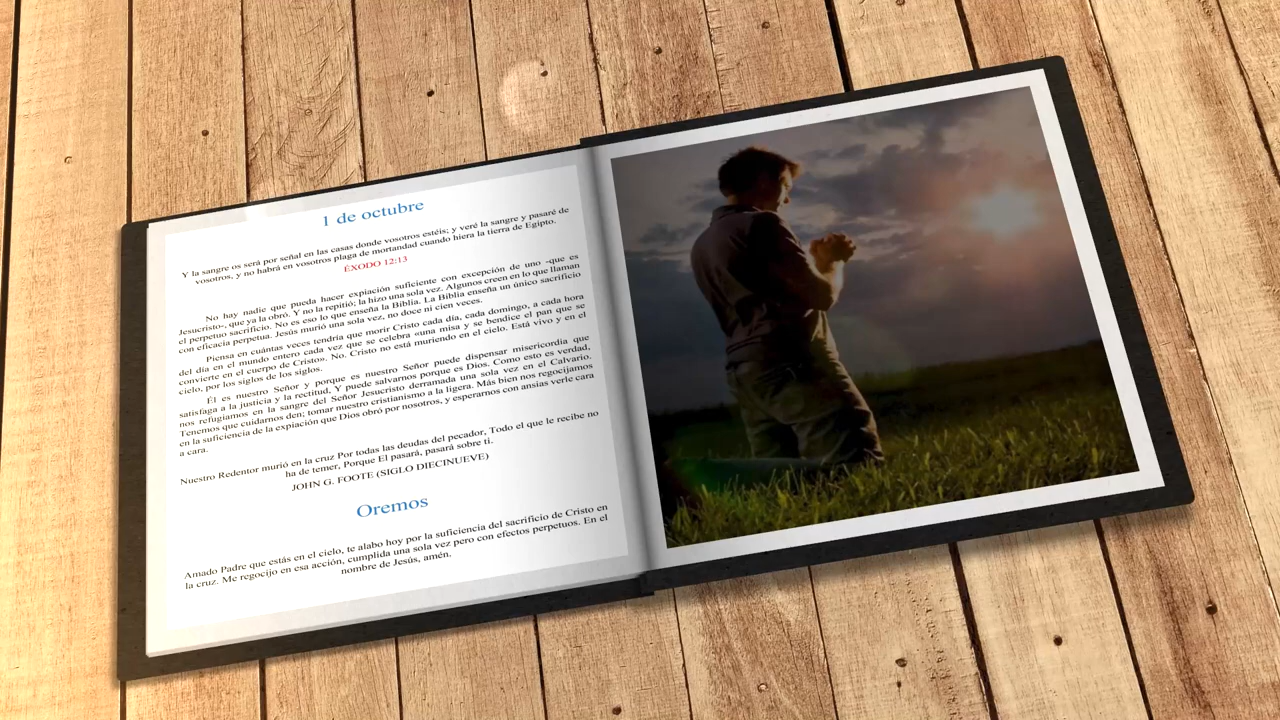 1 de octubre
Y la sangre os será por señal en las casas donde vosotros estéis; y veré la sangre y pasaré de
vosotros, y no habrá en vosotros plaga de mortandad cuando hiera la tierra de Egipto.
ÉXODO 12:13
No hay nadie que pueda hacer expiación suficiente con excepción de uno -que es
Jesucristo-, que ya la obró. Y no la repitió; la hizo una sola vez. Algunos creen en lo que llaman
el perpetuo sacrificio. No es eso lo que enseña la Biblia. La Biblia enseña un único sacrificio
con eficacia perpetua. Jesús murió una sola vez, no doce ni cien veces.
Piensa en cuántas veces tendría que morir Cristo cada día, cada domingo, a cada hora
del día en el mundo entero cada vez que se celebra «una misa y se bendice el pan que se
convierte en el cuerpo de Cristo». No. Cristo no está muriendo en el cielo. Está vivo y en el
cielo, por los siglos de los siglos.
Él es nuestro Señor y porque es nuestro Señor puede dispensar misericordia que
satisfaga a la justicia y la rectitud, Y puede salvarnos porque es Dios. Como esto es verdad,
nos refugiamos en la sangre del Señor Jesucristo derramada una sola vez en el Calvario.
Tenemos que cuidarnos den; tomar nuestro cristianismo a la ligera. Más bien nos regocijamos
en la suficiencia de la expiación que Dios obró por nosotros, y esperarnos con ansias verle cara
a cara.
Nuestro Redentor murió en la cruz Por todas las deudas del pecador, Todo el que le recibe no
ha de temer, Porque El pasará, pasará sobre ti.
JOHN G. FOOTE (SIGLO DIECINUEVE)
Oremos
Amado Padre que estás en el cielo, te alabo hoy por la suficiencia del sacrificio de Cristo en
la cruz. Me regocijo en esa acción, cumplida una sola vez pero con efectos perpetuos. En el
nombre de Jesús, amén.